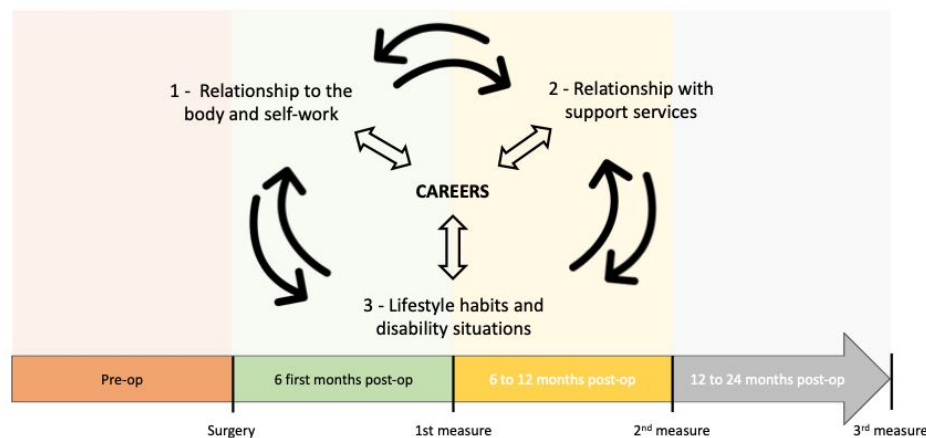 1 - Relationship to the
body and self-work
2 - Relationship with
support services
CAREERS
3 - Lifestyle habits and
disability situations
Pre-op
6 first months post-op
6 to 12 months post-op
12 to 24 months post-op
Surgery
1st measure
2nd measure
3rd measure